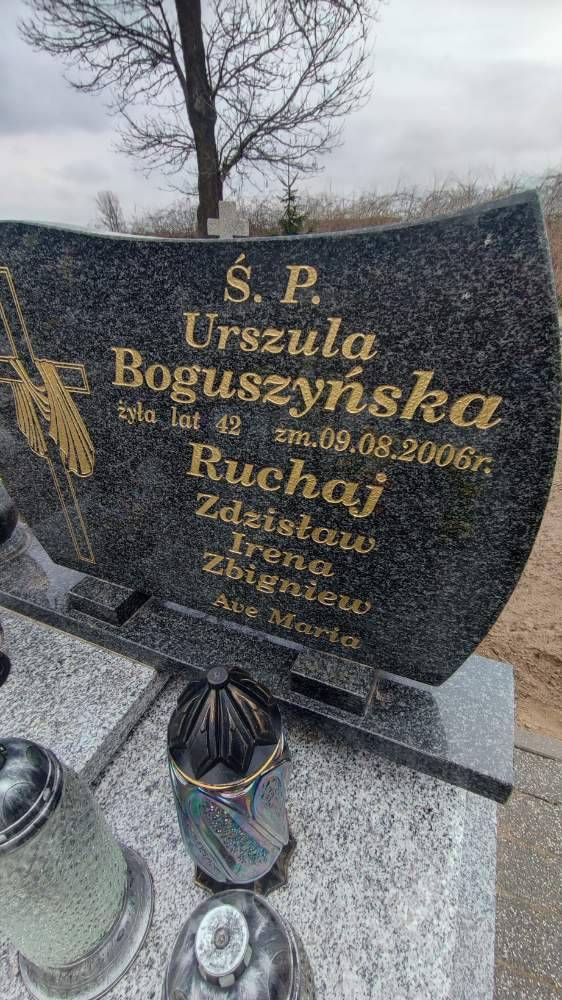 Ś. P.
Urszula
Boguszyńska
żyła lat 42 zm.09.08.2006r.
Ruchaj
Zdzisław
Irena
Zbigniew
Ave Maria